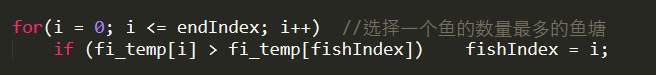 for(i = 0; i <= endIndex; i++)  //选择一个鱼的数量最多的鱼塘
    if (fi_temp[i] > fi_temp[fishIndex])    fishIndex = i;